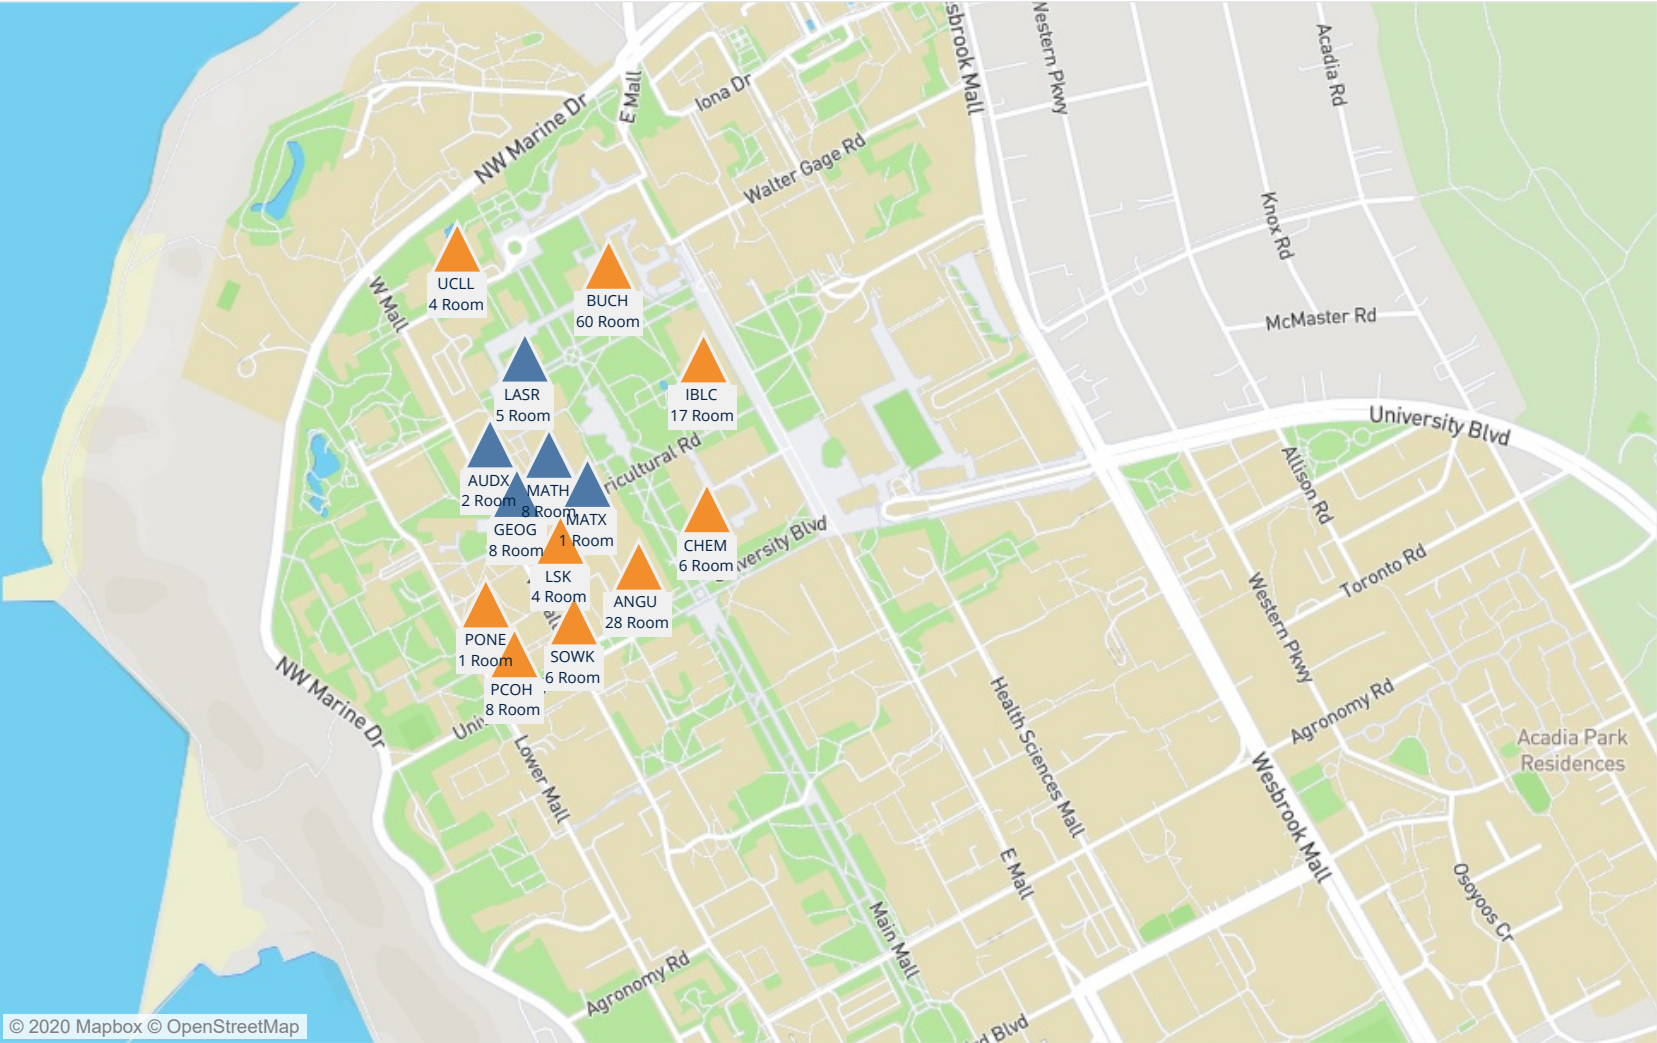 sbrook Mall
Western Pkwy
Acadia Rd
E Mall
Iona Dr
NW Marine Dr
Walter Gage Rd
Knox Rd
W Mall
UCLL
4 Room
BUCH
60 Room
McMaster Rd
LASR
5 Room
IBLC
17 Room
University Blvd
ricultural Rd
Allison Rd
AUDX
2 Room
MATH
8 Room
GEOG
8 Room
MATX
1 Room
CHEM
6 Room
versity Blvd
LSK
4 Room
ANGU
28 Room
Toronto Rd
Western Pkwy
PONE
1 Room
all
SOWK
6 Room
PCOH
8 Room
NW Marine Dr
Uni
Health Sciences Mall
Agronomy Rd
Acadia Park
Residences
Lower Mall
Wesbrook Mall
E Mall
Osoyoos Cr
Main Mall
Agronomy Rd
rd Blvd
© 2020 Mapbox © OpenStreetMap